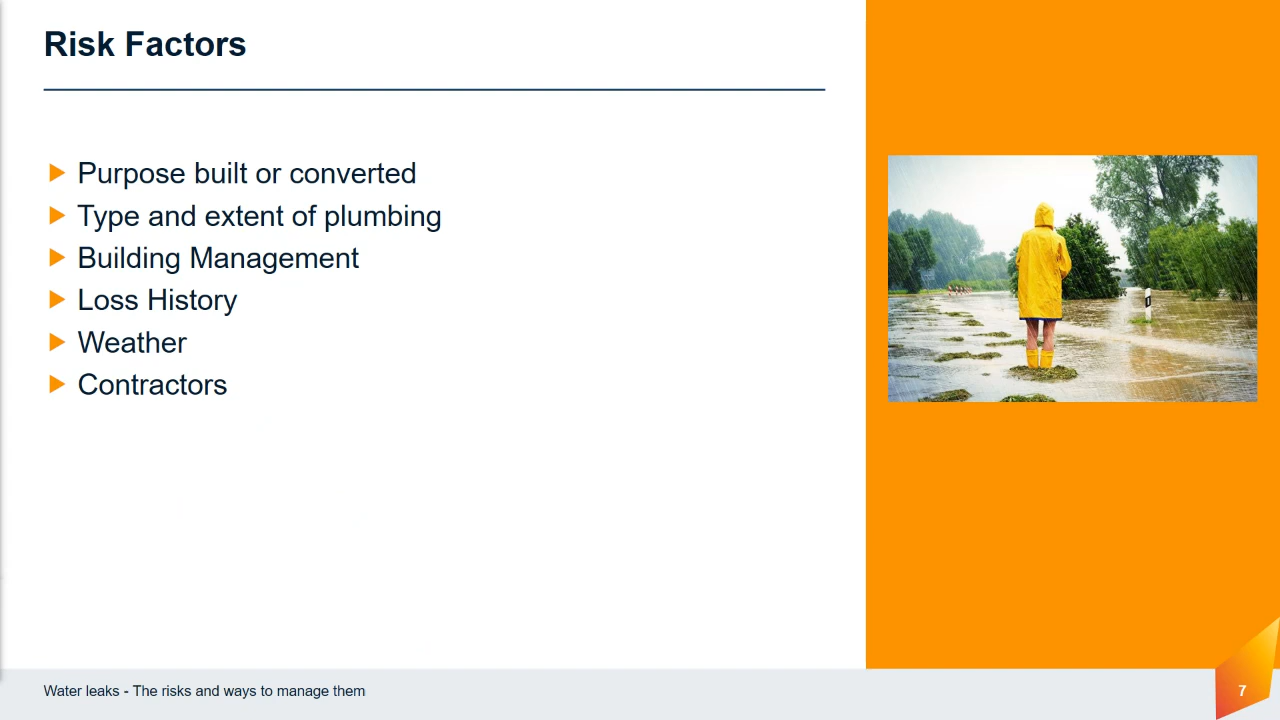 Risk Factors
Purpose built or converted
Type and extent of plumbing
Building Management
Loss History
Weather
Contractors
Water leaks - The risks and ways to manage them
7